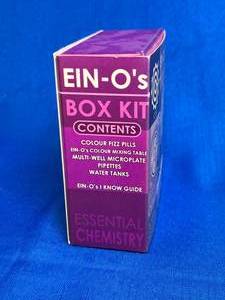 EIN-O's
BOX KIT
CONTENTS
COLOUR FIZZ PILLS
EIN-O's COLOUR MIXING TABLE
MULTI-WELL MICROPLATE
PIPETTES
WATER TANKS
EIN-O's I KNOW GUIDE
ESSENTIAL
CHEMISTRY